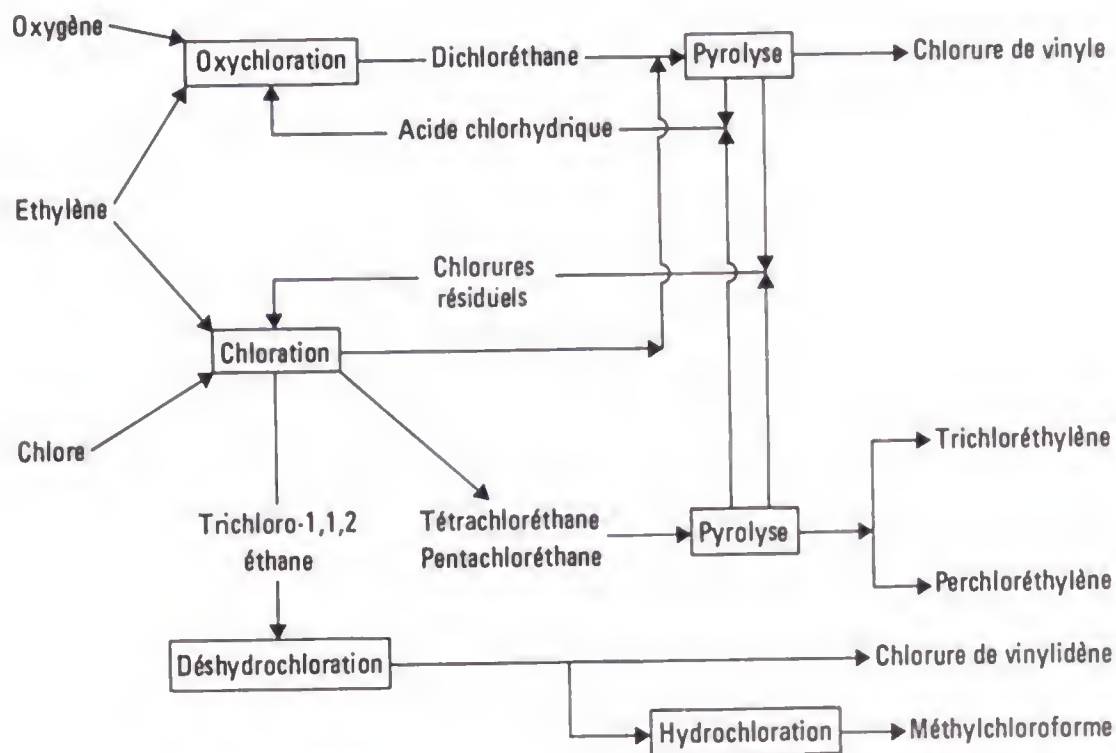 Oxygène
Oxychloration
Dichloréthane
Pyrolyse
Chlorure de vinyle
Acide chlorhydrique
Ethylène
Chlorures
résiduels
Chloration
Chlore
Trichloréthylène
Trichloro-1,1,2
éthane
Tétrachloréthane
Pentachloréthane
Pyrolyse
Perchloréthylène
Déshydrochloration
Chlorure de vinylidène
Hydrochloration
Méthylchloroforme